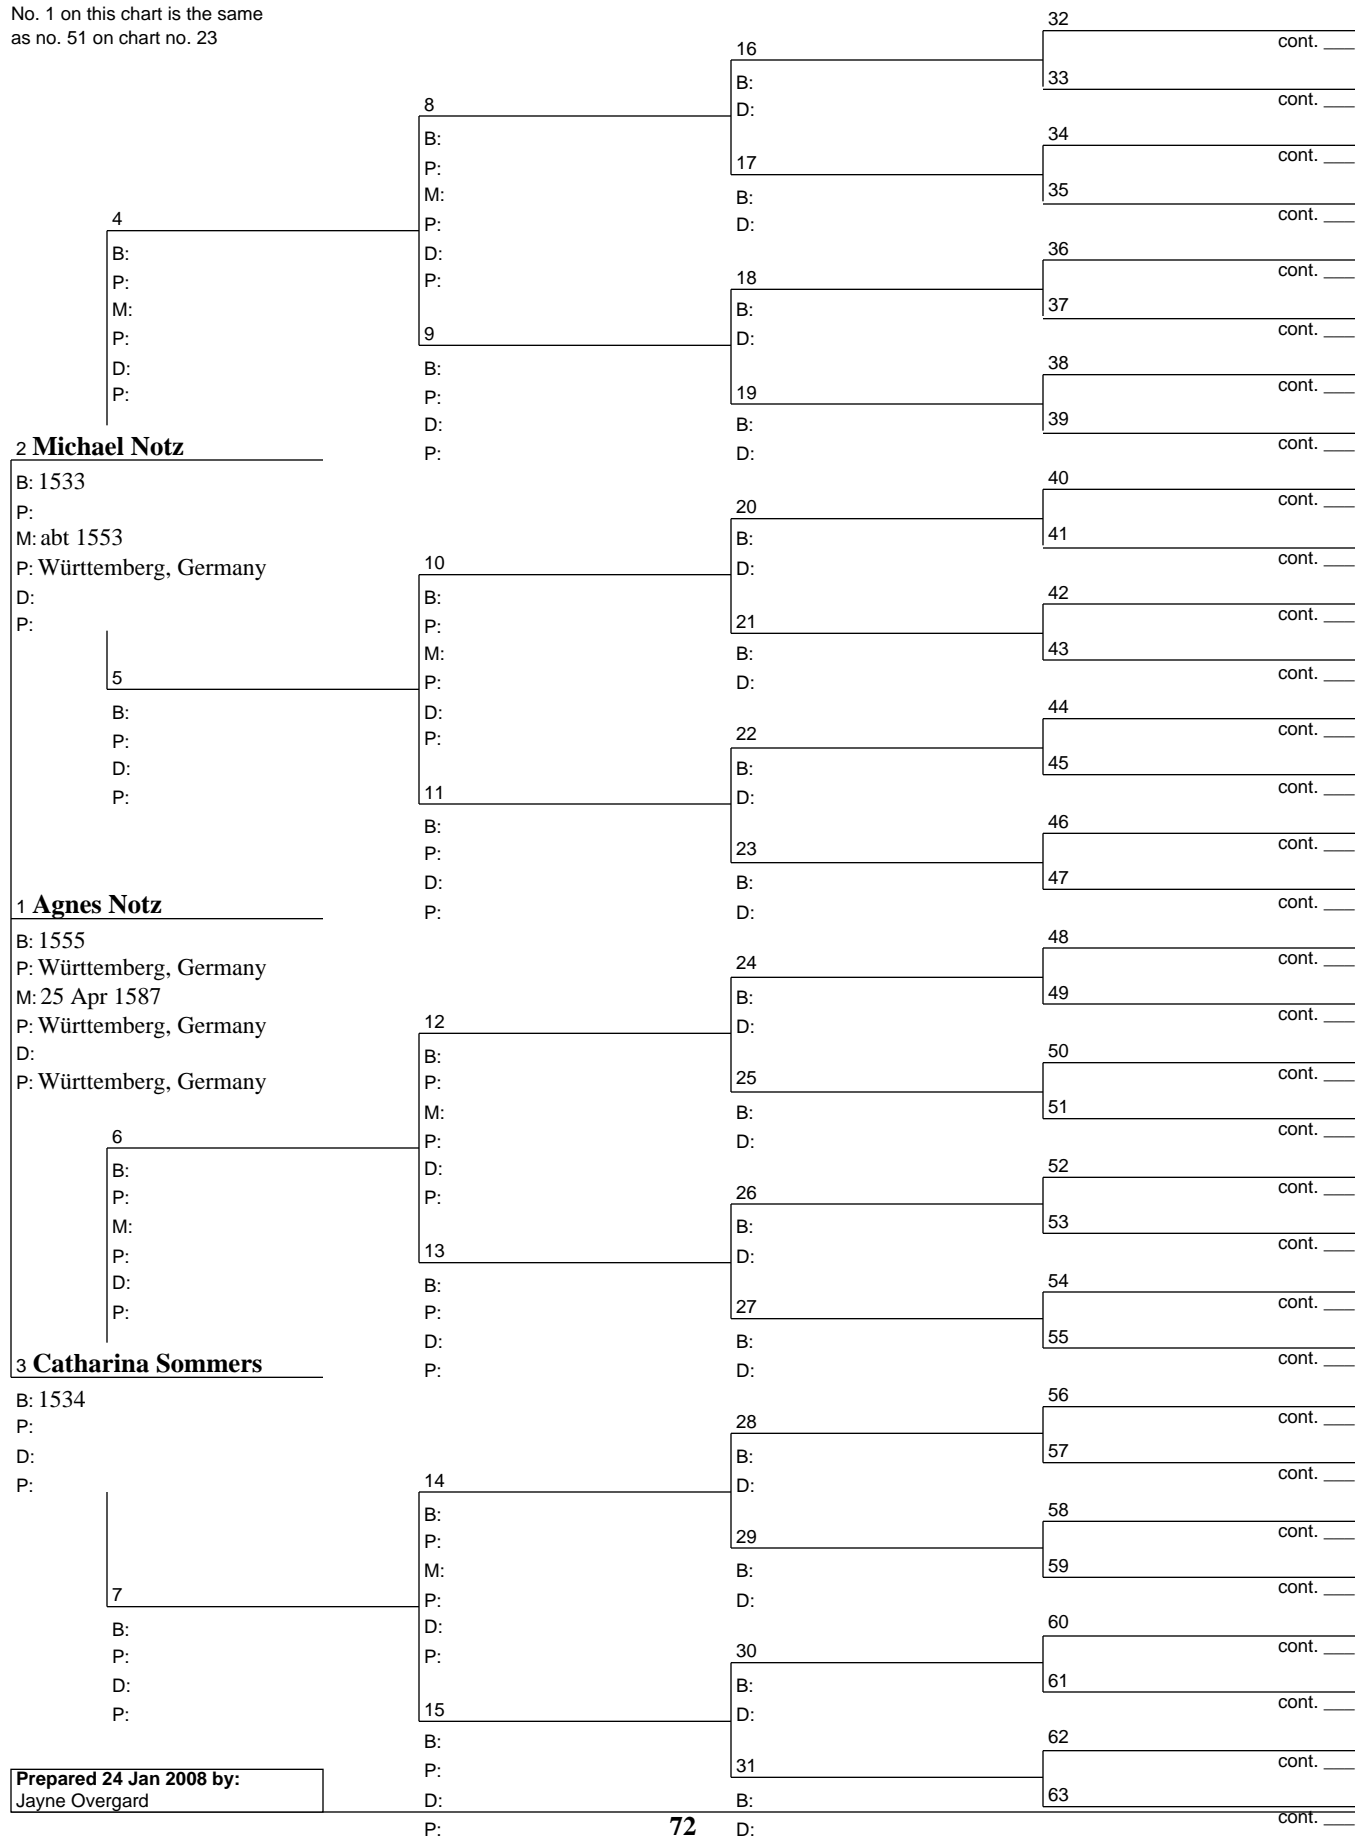 No. 1 on this chart is the same
as no. 51 on chart no. 23
4
B:
P:
M:
P:
D:
P:
2 Michael Notz
B: 1533
P:
M: abt 1553
P: Württemberg, Germany
D:
P:
5
B:
P:
D:
P:
1 Agnes Notz
B: 1555
P: Württemberg, Germany
M: 25 Apr 1587
P: Württemberg, Germany
D:
P: Württemberg, Germany
6
B:
P:
M:
P:
D:
P:
3 Catharina Sommers
B: 1534
P:
D:
P:
7
B:
P:
D:
P:
Prepared 24 Jan 2008 by:
Jayne Overgard
8
B:
P:
M:
P:
D:
P:
9
B:
P:
D:
P:
10
B:
P:
M:
P:
D:
P:
11
B:
P:
D:
P:
12
B:
P:
M:
P:
D:
P:
13
B:
P:
D:
P:
14
B:
P:
M:
P:
D:
P:
15
B:
P:
D:
P:
16
B:
D:
17
B:
D:
18
B:
D:
19
B:
D:
20
B:
D:
21
B:
D:
22
B:
D:
23
B:
D:
24
B:
D:
25
B:
D:
26
B:
D:
27
B:
D:
28
B:
D:
29
B:
D:
30
B:
D:
31
B:
D:
32
cont. ___
33
cont. ___
34
cont. ___
35
cont. ___
36
cont. ___
37
cont. ___
38
cont. ___
39
cont. ___
40
cont. ___
41
cont. ___
42
cont. ___
43
cont. ___
44
cont. ___
45
cont. ___
46
cont. ___
47
cont. ___
48
cont. ___
49
cont. ___
50
cont. ___
51
cont. ___
52
cont. ___
53
cont. ___
54
cont. ___
55
cont. ___
56
cont. ___
57
cont. ___
58
cont. ___
59
cont. ___
60
cont. ___
61
cont. ___
62
cont. ___
63
cont. ___
72